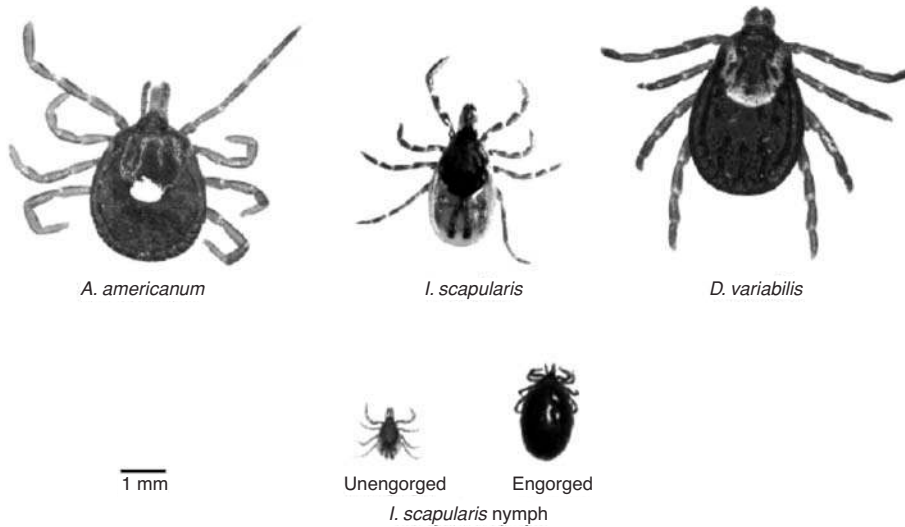 A. americanum
I. scapularis
D. variabilis
1 mm
Unengorged
Engorged
I. scapularis nymph